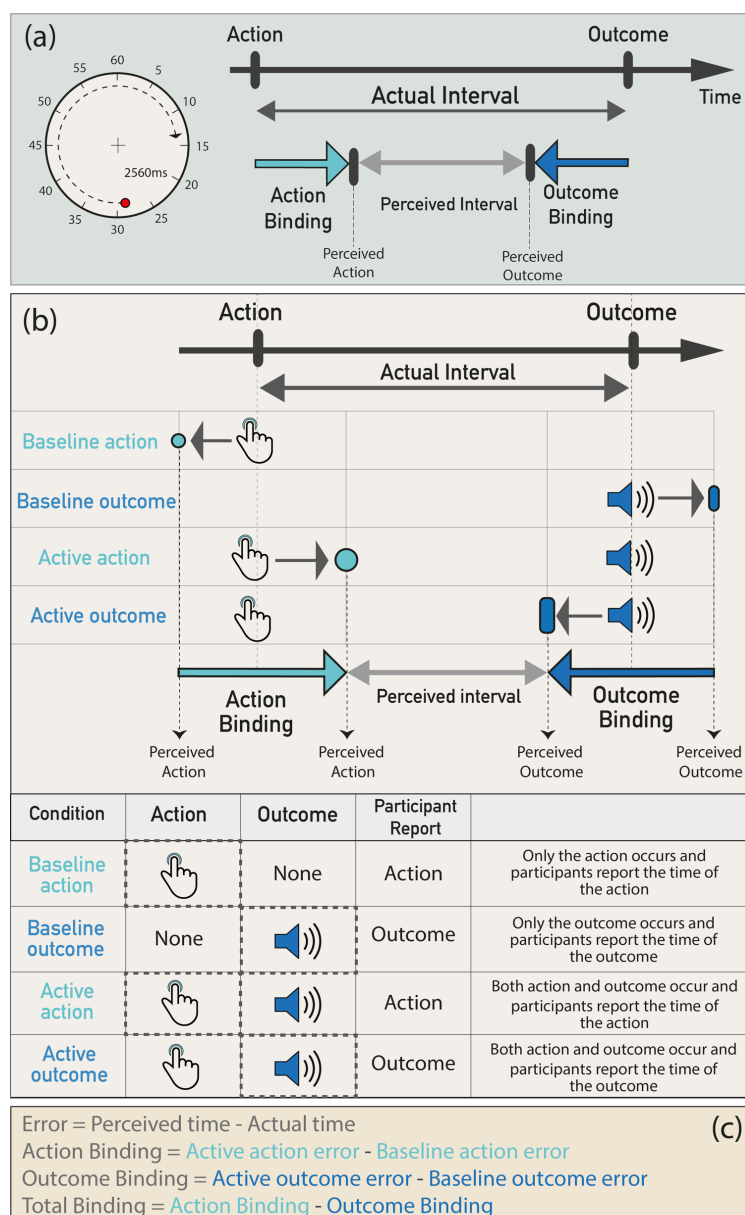 (a)
Action
Outcome
Time
Actual Interval
60
5
10
15
20
25
30
35
40
45
50
55
2560ms
Action
Binding
Perceived Interval
Outcome
Binding
Perceived
Action
Perceived
Outcome
(b)
Action
Outcome
Actual Interval
Baseline action
Baseline outcome
Active action
Active outcome
Action
Binding
Perceived interval
Outcome
Binding
Perceived
Action
Perceived
Action
Perceived
Outcome
Perceived
Outcome
Condition
Action
Outcome
Participant
Report
Baseline
action
None
Action
Only the action occurs and
participants report the time of
the action
Baseline
outcome
None
Outcome
Only the outcome occurs and
participants report the time of
the outcome
Active
action
Action
Both action and outcome occur and
participants report the time of
the action
Active
outcome
Outcome
Both action and outcome occur and
participants report the time of
the outcome
(c)
Error = Perceived time - Actual time
Action Binding = Active action error - Baseline action error
Outcome Binding = Active outcome error - Baseline outcome error
Total Binding = Action Binding - Outcome Binding